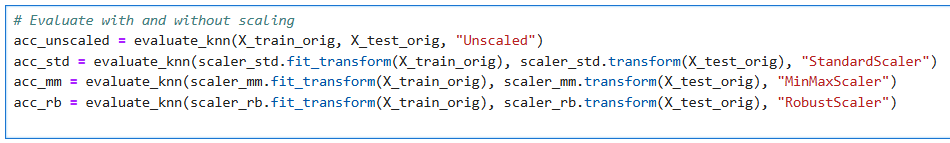 # Evaluate with and without scaling
acc_unscaled = evaluate_knn(X_train_orig, X_test_orig, "Unscaled")
acc_std = evaluate_knn(scaler_std.fit_transform(X_train_orig), scaler_std.transform(X_test_orig), "StandardScaler")
acc_mm = evaluate_knn(scaler_mm.fit_transform(X_train_orig), scaler_mm.transform(X_test_orig), "MinMaxScaler")
acc_rb = evaluate_knn(scaler_rb.fit_transform(X_train_orig), scaler_rb.transform(X_test_orig), "RobustScaler")